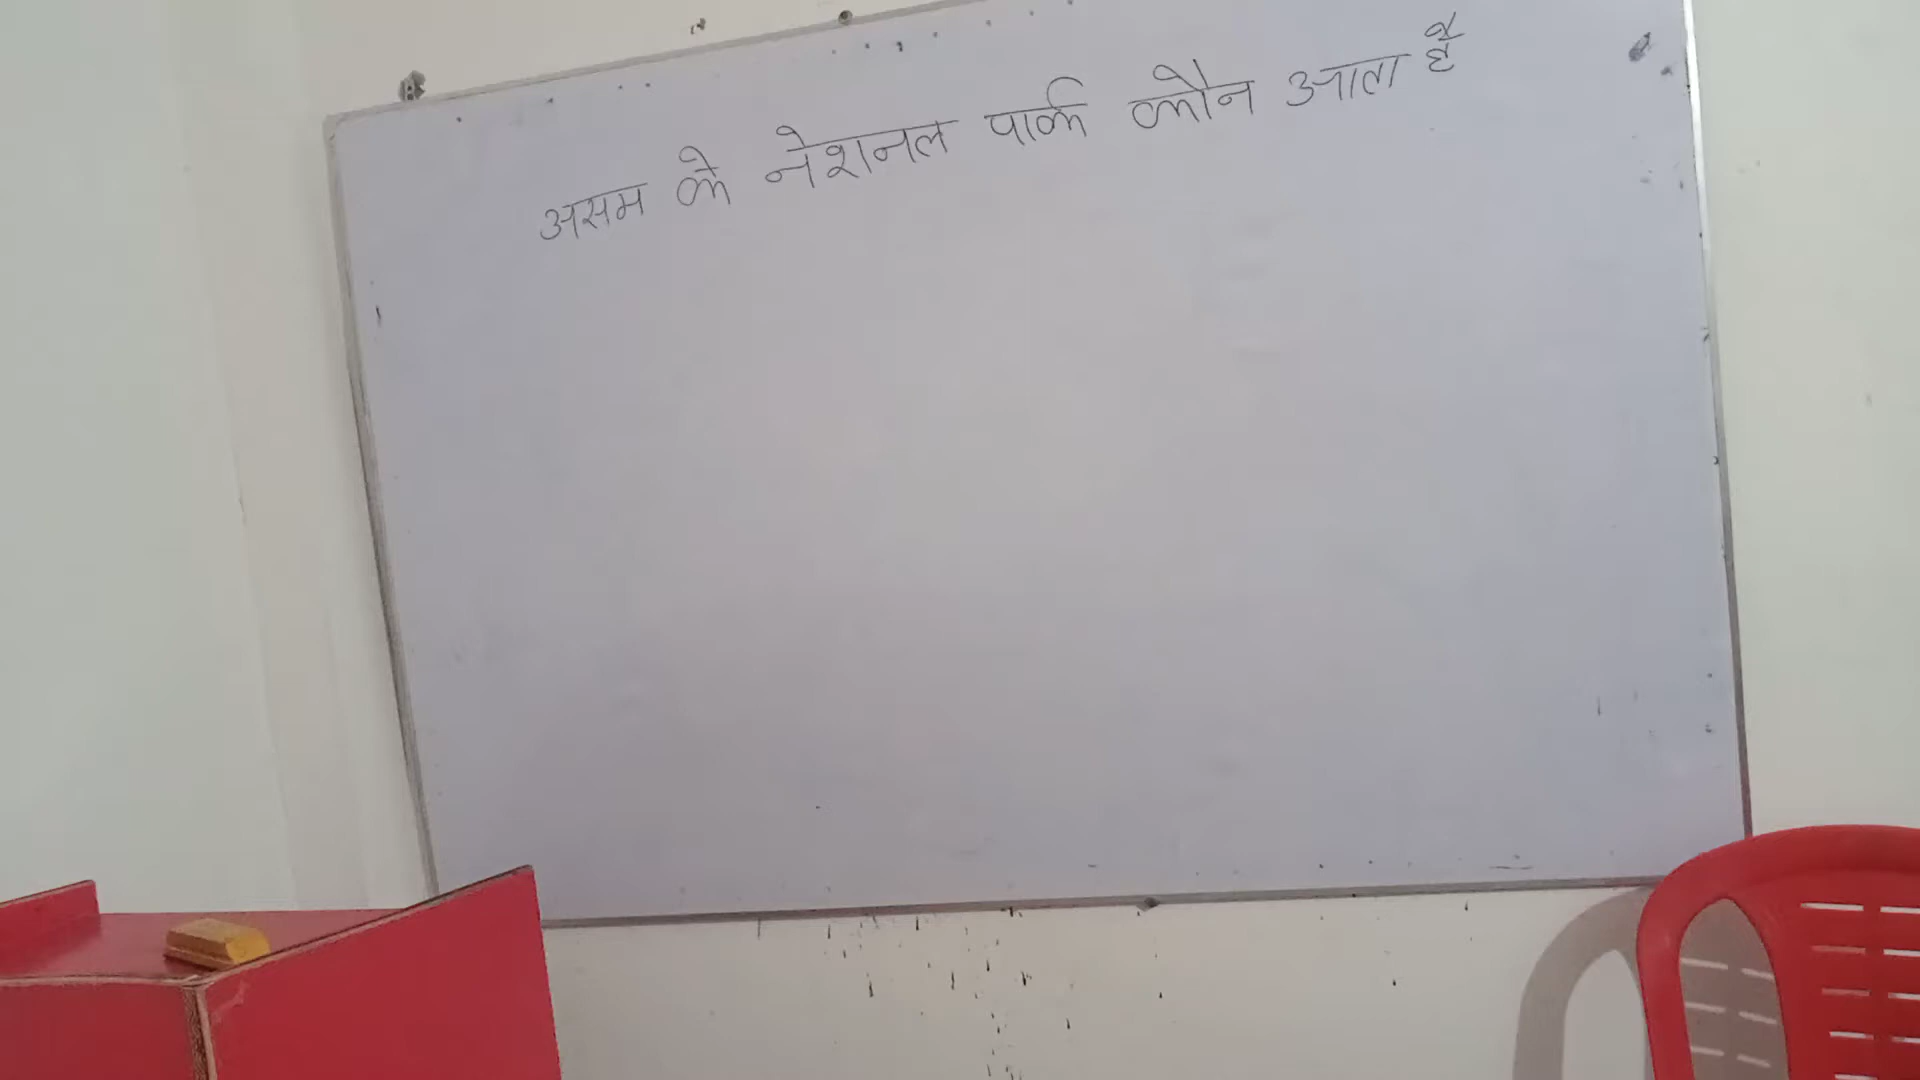 असम के नेशनल पार्क कौन आता है